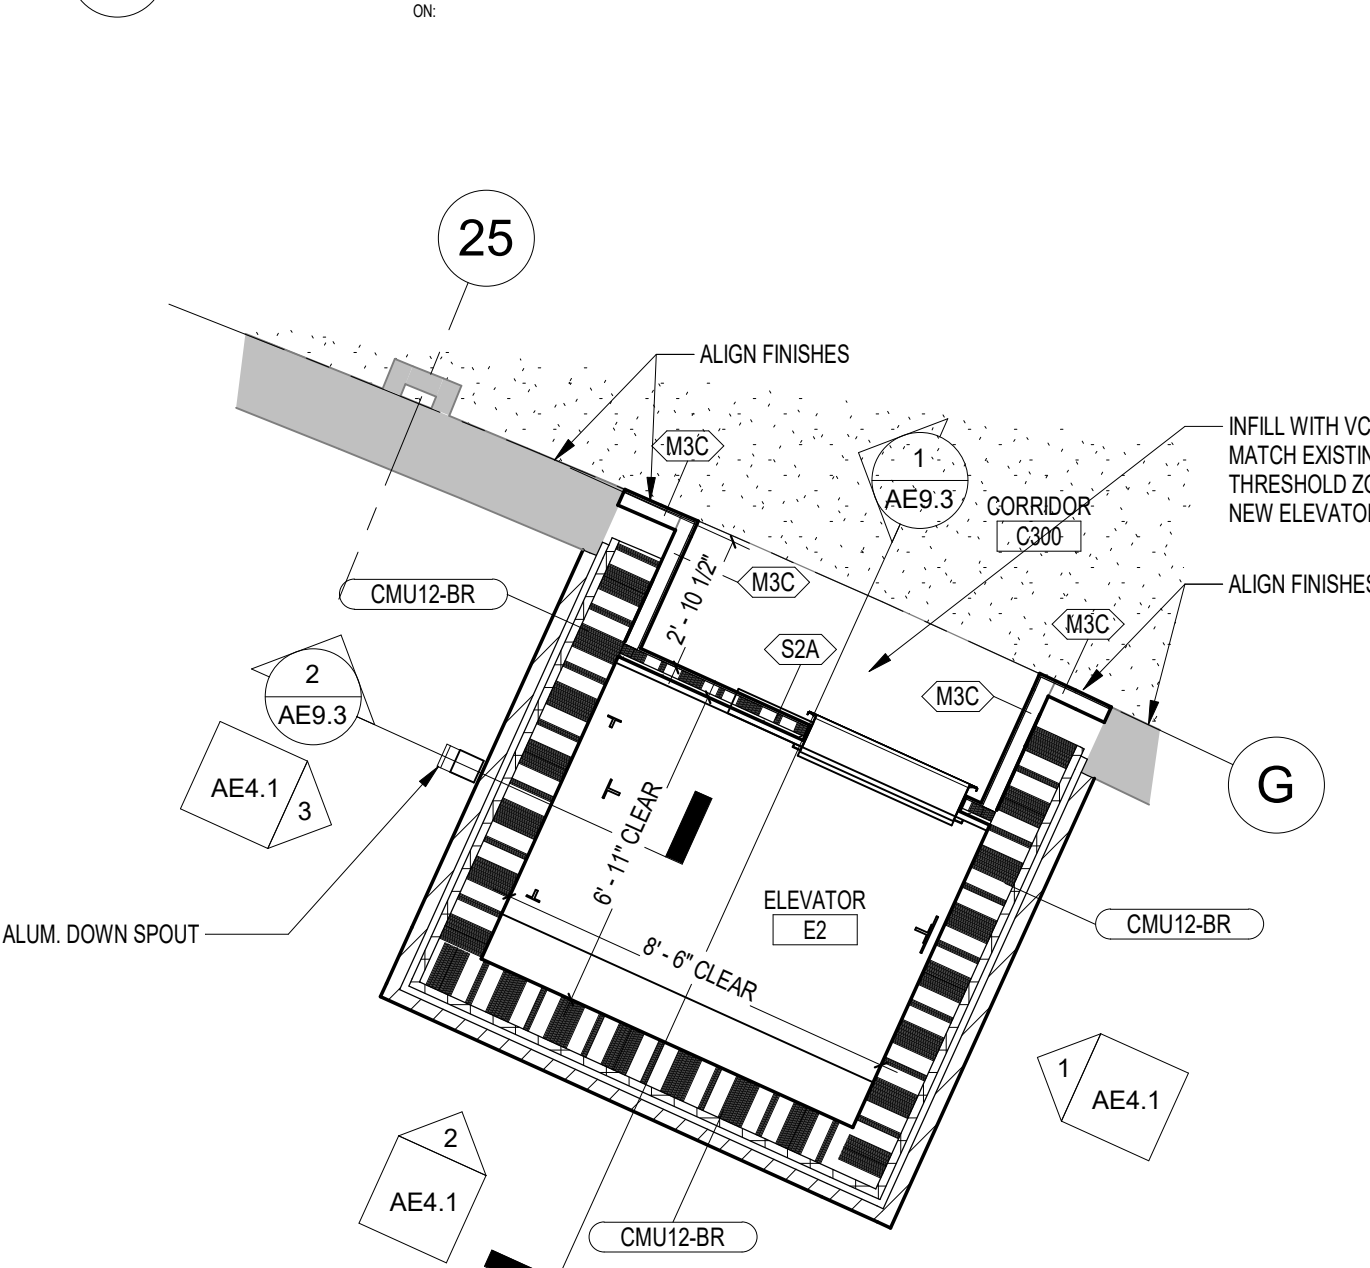 ON:
25
ALIGN FINISHES
M3C
1
AE9.3
CORRIDOR
C300
INFILL WITH VC
MATCH EXISTIN
THRESHOLD ZO
NEW ELEVATO
ALIGN FINISHES
M3C
2' - 10 1/2"
CMU12-BR
M3C
S2A
M3C
2
AE9.3
AE4.1
3
G
6' - 11" CLEAR
ELEVATOR
E2
ALUM. DOWN SPOUT
CMU12-BR
8' - 6" CLEAR
1
AE4.1
2
AE4.1
CMU12-BR